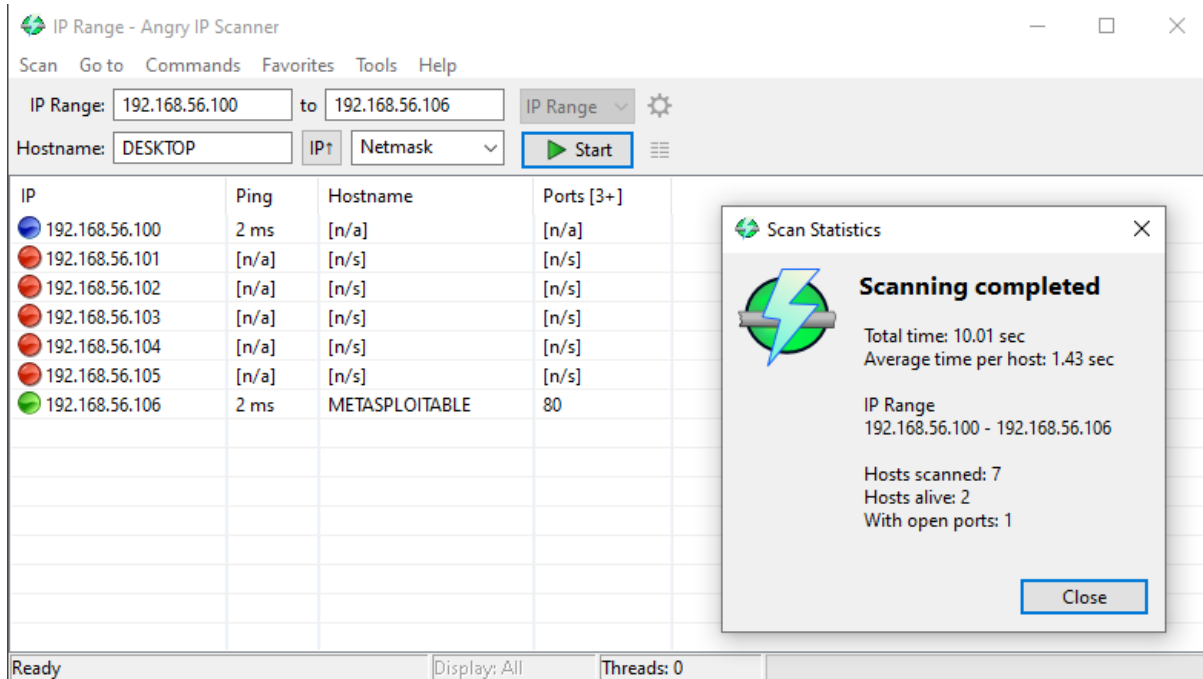 IP Range - Angry IP Scanner
Scan Go to Commands Favorites Tools Help
IP Range: 192.168.56.100 to 192.168.56.106 IP Range
Hostname: DESKTOP IP↑ Netmask Start
IP Ping Hostname Ports [3+]
192.168.56.100 2 ms [n/a] [n/a]
192.168.56.101 [n/a] [n/s] [n/s]
192.168.56.102 [n/a] [n/s] [n/s]
192.168.56.103 [n/a] [n/s] [n/s]
192.168.56.104 [n/a] [n/s] [n/s]
192.168.56.105 [n/a] [n/s] [n/s]
192.168.56.106 2 ms METASPLOITABLE 80
Scan Statistics
Scanning completed
Total time: 10.01 sec
Average time per host: 1.43 sec
IP Range
192.168.56.100 - 192.168.56.106
Hosts scanned: 7
Hosts alive: 2
With open ports: 1
Close
Ready Display: All Threads: 0